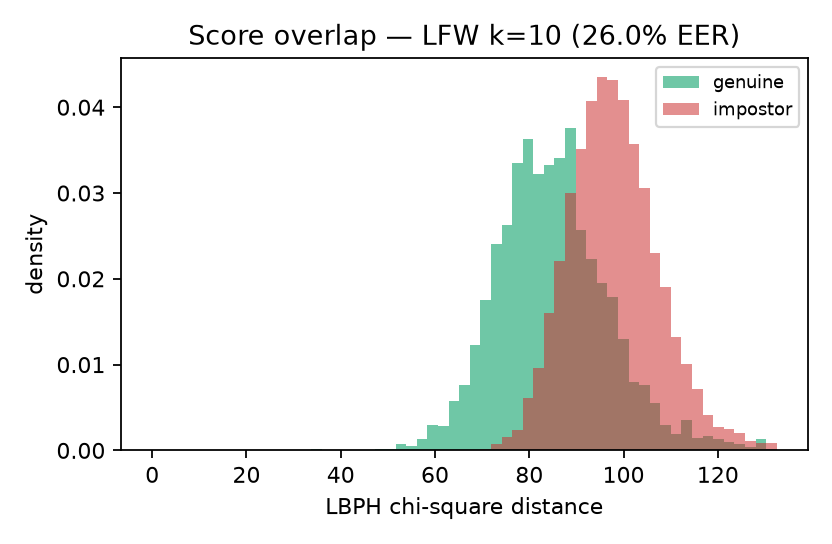 Score overlap — LFW k=10 (26.0% EER)
genuine
impostor
density
0.04
0.03
0.02
0.01
0.00
0 20 40 60 80 100 120
LBPH chi-square distance